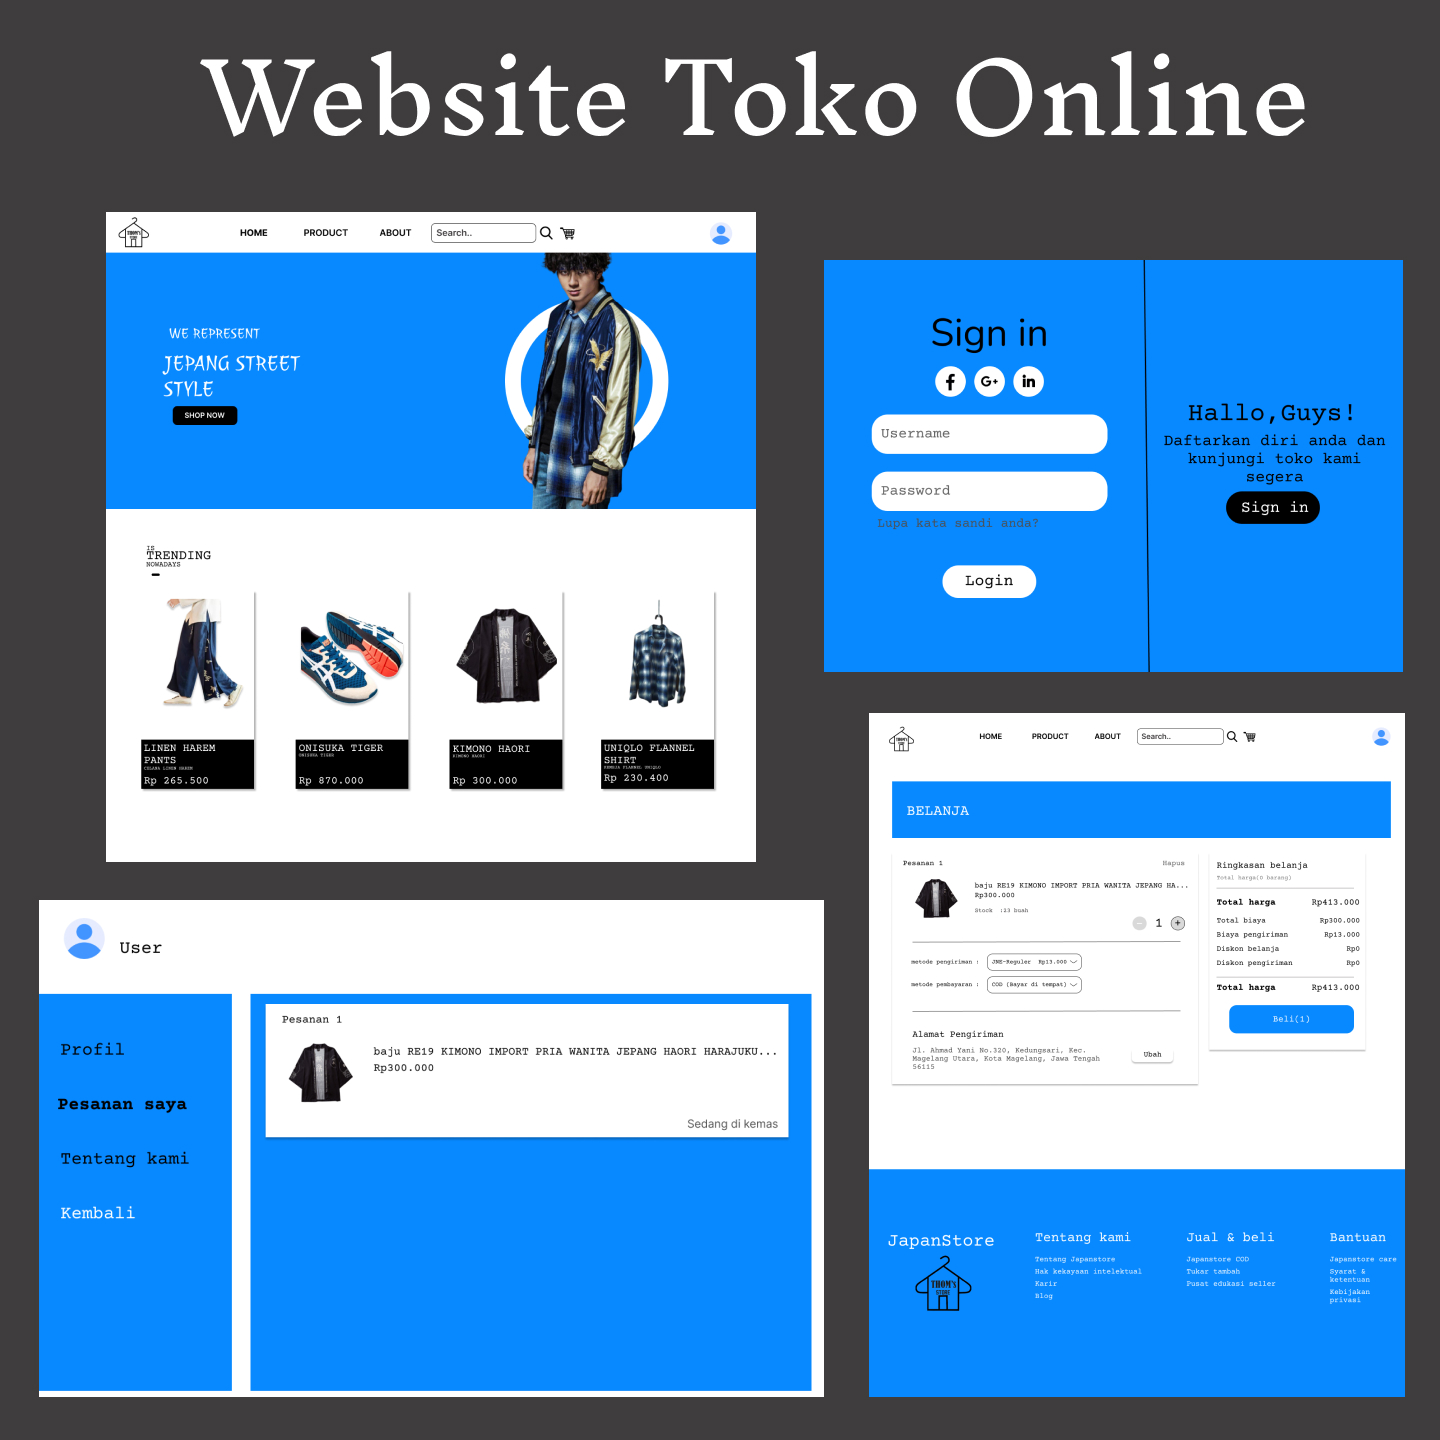 Website Toko Online
THOM's
STORE
HOME
PRODUCT
ABOUT
Search..
WE REPRESENT
JEPANG STREET
STYLE
SHOP NOW
IS
TRENDING
NOWADAYS
LINEN HAREM
PANTS
CELANA LINEN HAREM
Rp 265.500
ONISUKA TIGER
ONISUKA TIGER
Rp 870.000
KIMONO HAORI
KIMONO HAORI
Rp 300.000
UNIQLO FLANNEL
SHIRT
KEMEJA FLANNEL UNIQLO
Rp 230.400
Sign in
Username
Password
Lupa kata sandi anda?
Login
Hallo,Guys!
Daftarkan diri anda dan
kunjungi toko kami
segera
Sign in
User
Profil
Pesanan saya
Tentang kami
Kembali
Pesanan 1
baju RE19 KIMONO IMPORT PRIA WANITA JEPANG HAORI HARAJUKU...
Rp300.000
Sedang di kemas
THOM's
STORE
HOME
PRODUCT
ABOUT
Search..
BELANJA
Pesanan 1
Hapus
baju RE19 KIMONO IMPORT PRIA WANITA JEPANG HA...
Rp300.000
Stock :23 buah
- 1 +
metode pengiriman :
JNE-Reguler Rp13.000
metode pembayaran :
COD (Bayar di tempat)
Alamat Pengiriman
Jl. Ahmad Yani No.320, Kedungsari, Kec.
Magelang Utara, Kota Magelang, Jawa Tengah
56115
Ubah
Ringkasan belanja
Total harga(0 barang)
Total harga Rp413.000
Total biaya Rp300.000
Biaya pengiriman Rp13.000
Diskon belanja Rp0
Diskon pengiriman Rp0
Total harga Rp413.000
Beli(1)
JapanStore
THOM's
STORE
Tentang kami
Tentang Japanstore
Hak kekayaan intelektual
Karir
Blog
Jual & beli
Japanstore COD
Tukar tambah
Pusat edukasi seller
Bantuan
Japanstore care
Syarat &
ketentuan
Kebijakan
privasi